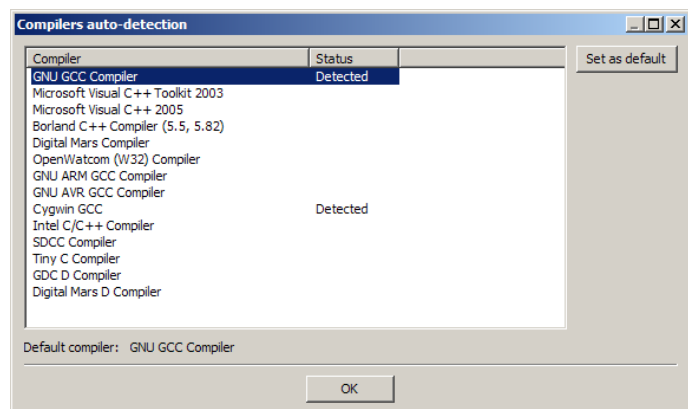 Compilers auto-detection
Compiler Status
Set as default
GNU GCC Compiler Detected
Microsoft Visual C++ Toolkit 2003
Microsoft Visual C++ 2005
Borland C++ Compiler (5.5, 5.82)
Digital Mars Compiler
OpenWatcom (W32) Compiler
GNU ARM GCC Compiler
GNU AVR GCC Compiler
Cygwin GCC Detected
Intel C/C++ Compiler
SDCC Compiler
Tiny C Compiler
GDC D Compiler
Digital Mars D Compiler
Default compiler: GNU GCC Compiler
OK